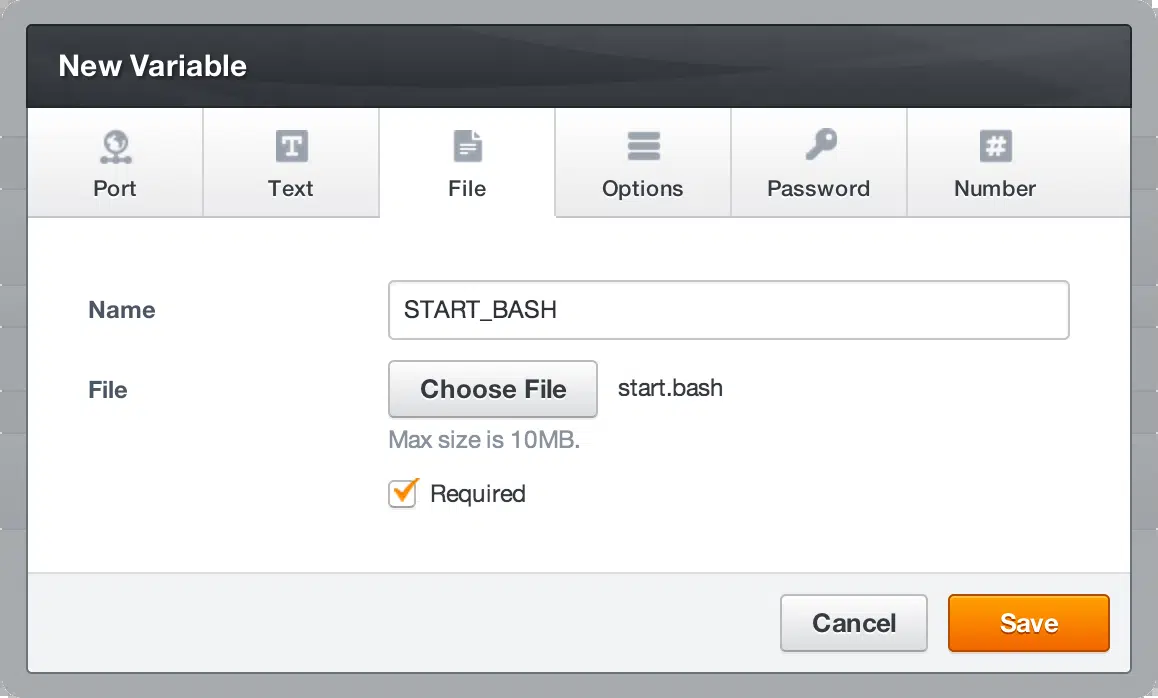 New Variable
Port Text File Options Password Number
Name START_BASH
File Choose File start.bash
Max size is 10MB.
Required
Cancel Save